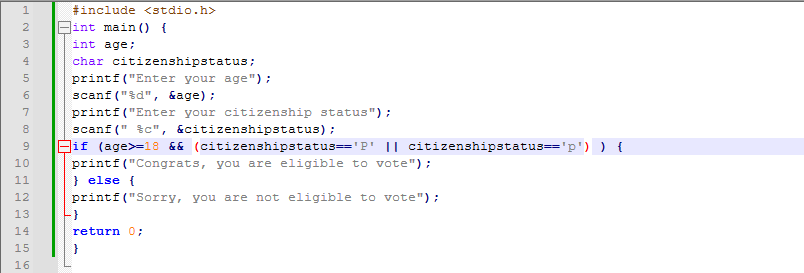 1 #include <stdio.h>
2 int main() {
3 int age;
4 char citizenshipstatus;
5 printf("Enter your age");
6 scanf("%d", &age);
7 printf("Enter your citizenship status");
8 scanf(" %c", &citizenshipstatus);
9 if (age>=18 && (citizenshipstatus=='P' || citizenshipstatus=='p') ) {
10 printf("Congrats, you are eligible to vote");
11 } else {
12 printf("Sorry, you are not eligible to vote");
13 }
14 return 0;
15 }
16